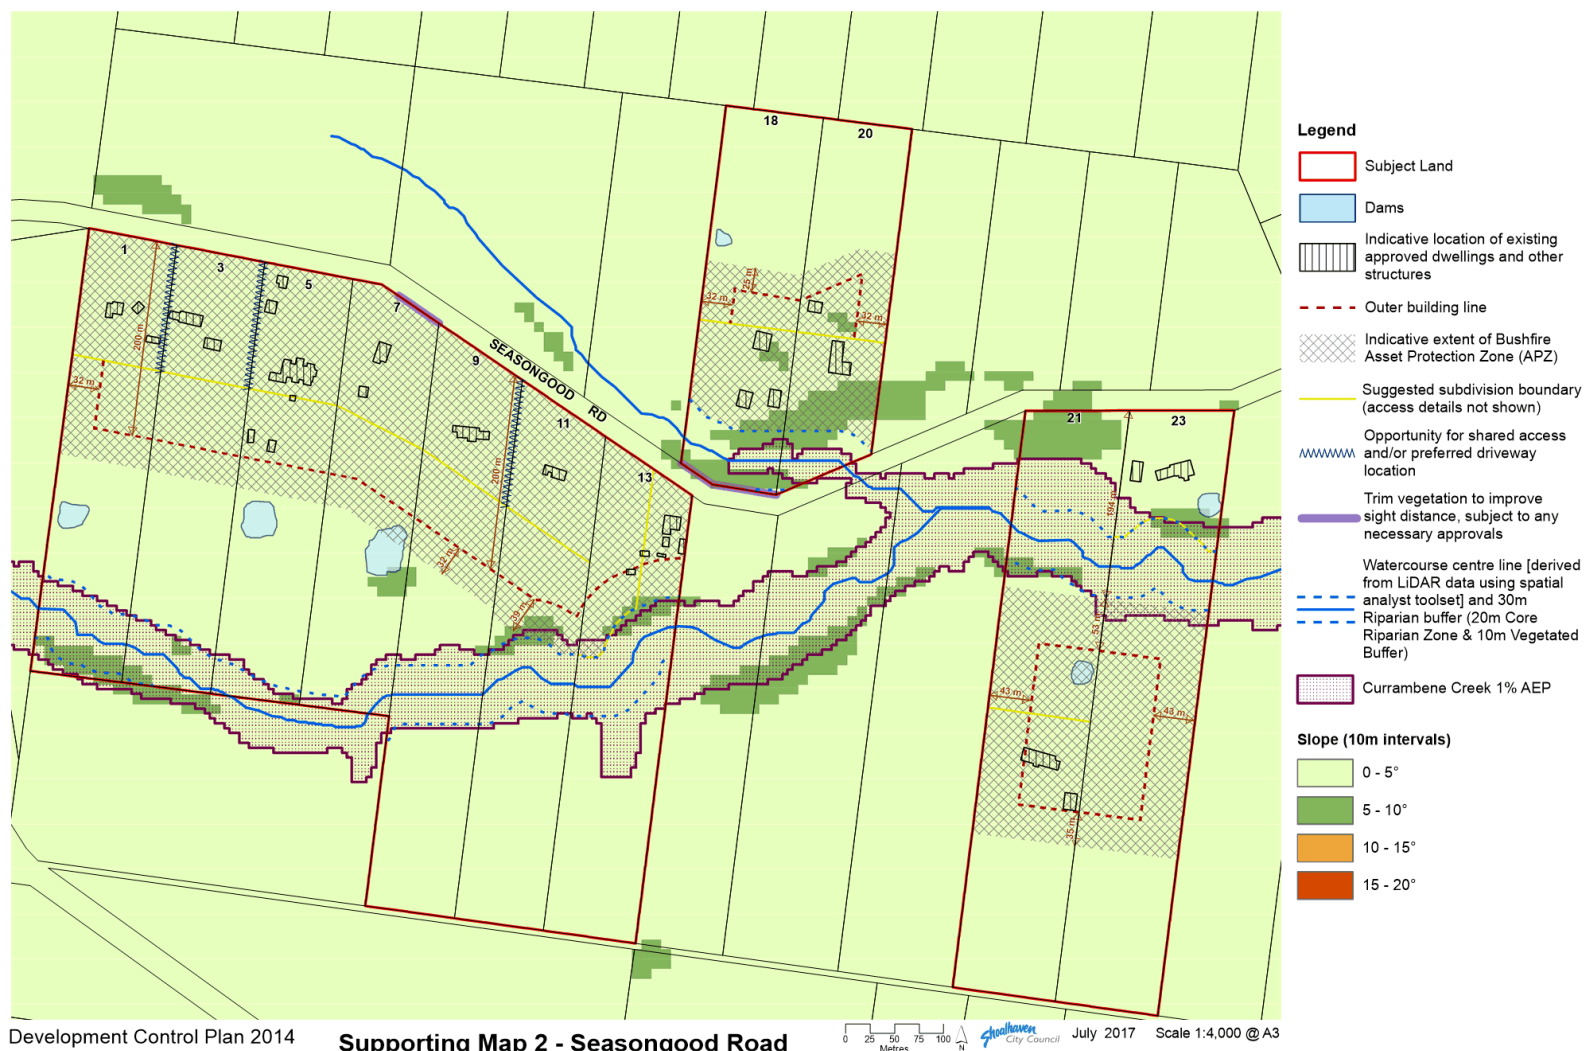 18
20
1
3
5
7
9
11
13
21
23
SEASONGOOD RD
200 m
32 m
200 m
32 m
39 m
25 m
32 m
32 m
194 m
53 m
43 m
43 m
35 m
Legend
Subject Land
Dams
Indicative location of existing
approved dwellings and other
structures
Outer building line
Indicative extent of Bushfire
Asset Protection Zone (APZ)
Suggested subdivision boundary
(access details not shown)
Opportunity for shared access
and/or preferred driveway
location
Trim vegetation to improve
sight distance, subject to any
necessary approvals
Watercourse centre line [derived
from LiDAR data using spatial
analyst toolset] and 30m
Riparian buffer (20m Core
Riparian Zone & 10m Vegetated
Buffer)
Currambene Creek 1% AEP
Slope (10m intervals)
0 - 5°
5 - 10°
10 - 15°
15 - 20°
Development Control Plan 2014
Supporting Map 2 - Seasongood Road
0 25 50 75 100
Metres
N
Shoalhaven
City Council
July 2017
Scale 1:4,000 @ A3